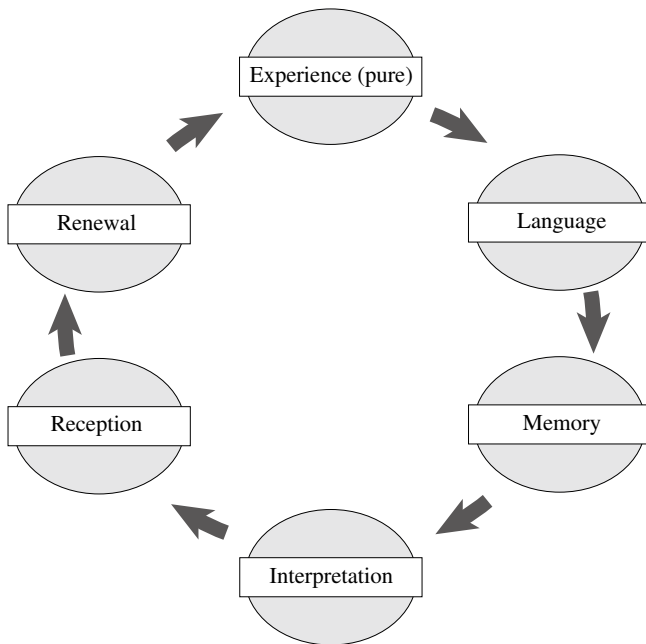 Experience (pure)
Language
Memory
Interpretation
Reception
Renewal